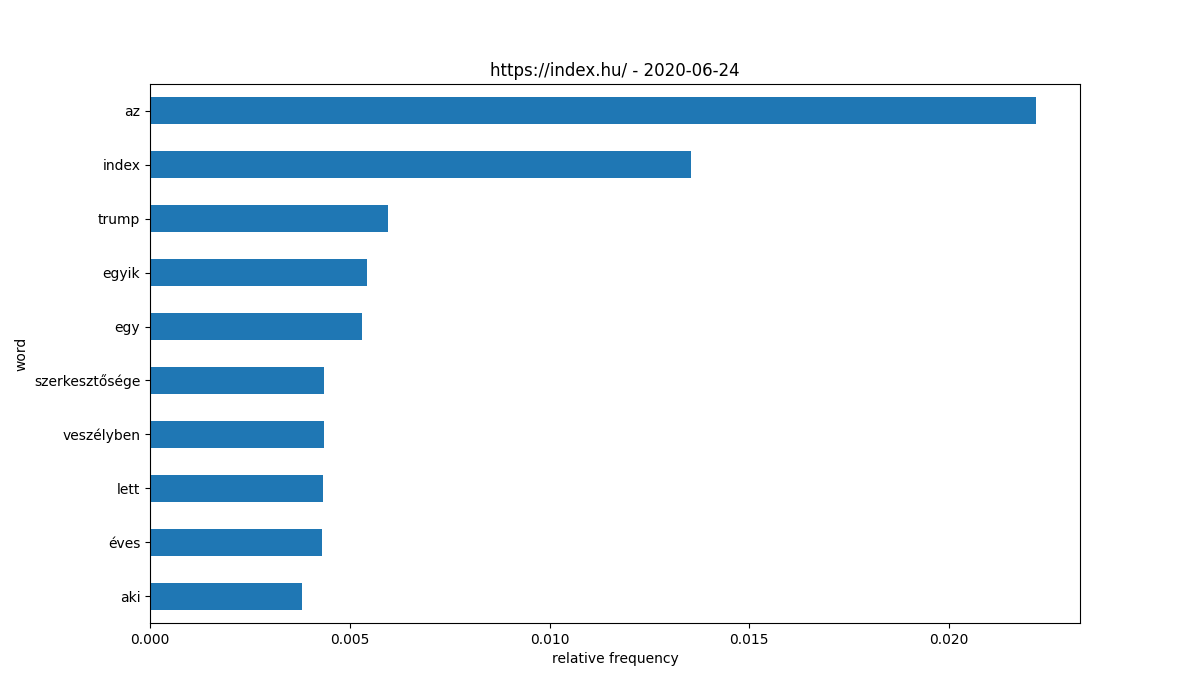 https://index.hu/ - 2020-06-24
az
index
trump
egyik
egy
szerkesztősége
veszélyben
lett
éves
aki
word
0.000 0.005 0.010 0.015 0.020
relative frequency